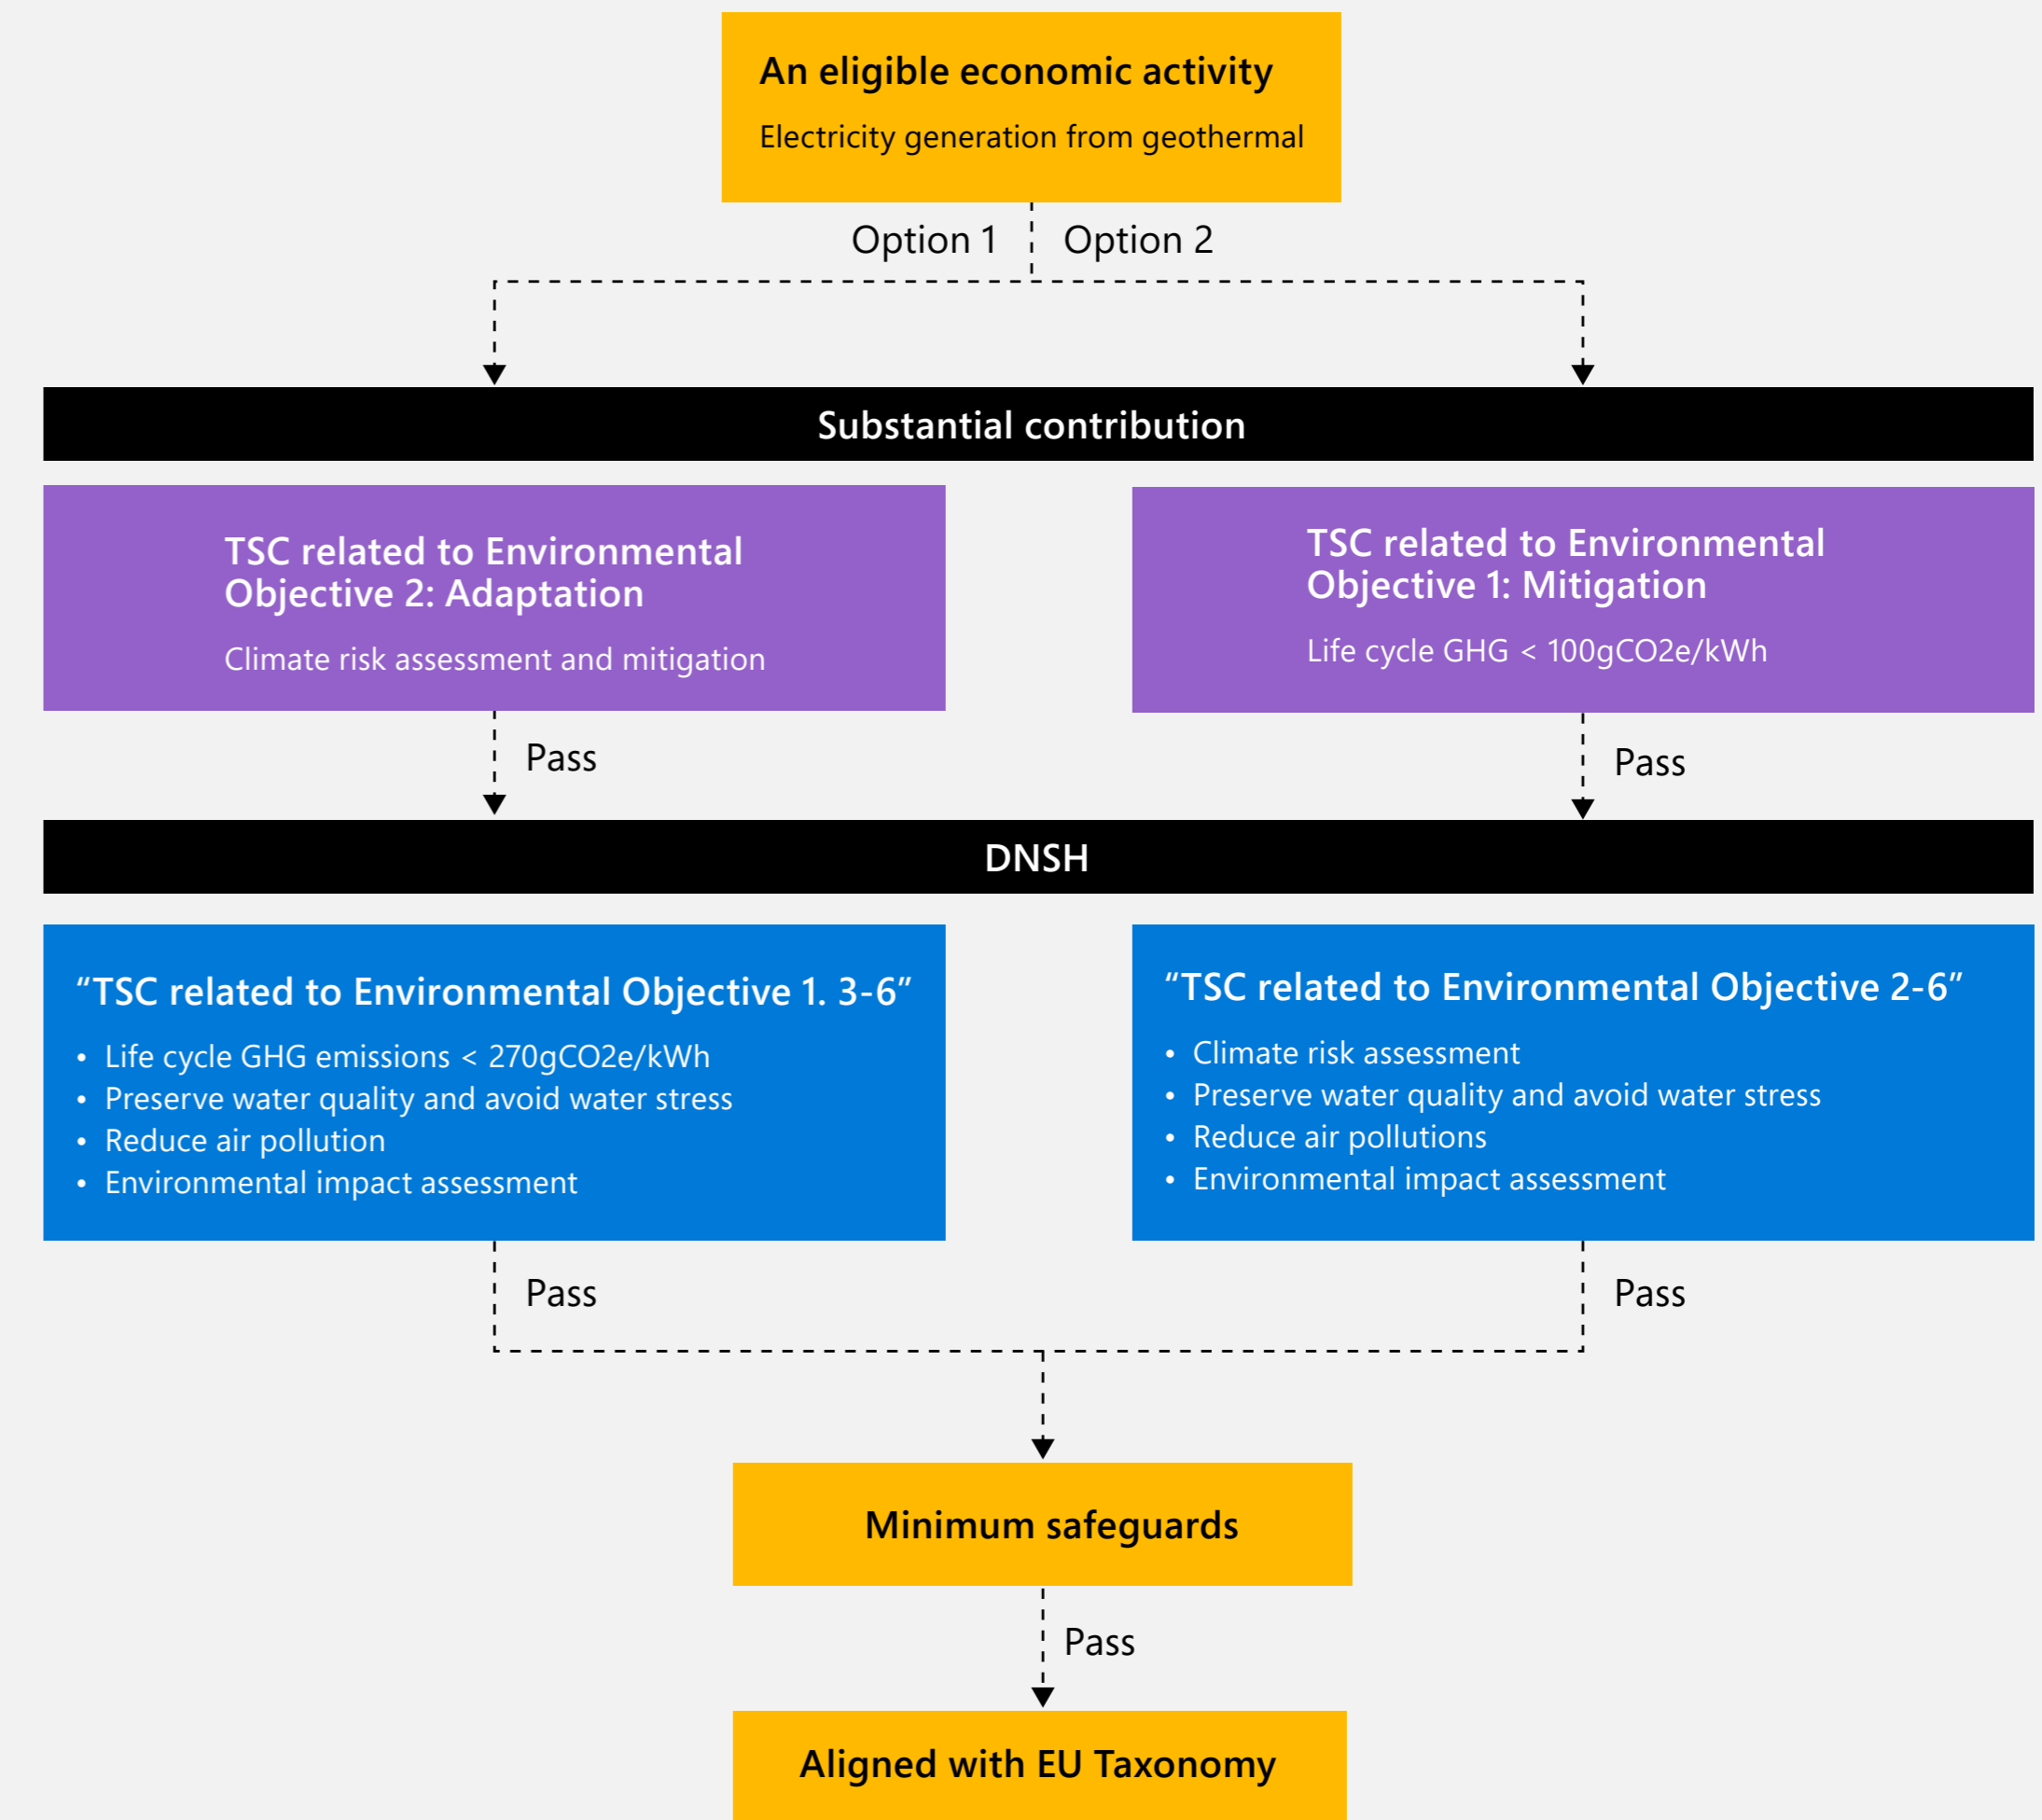 An eligible economic activity
Electricity generation from geothermal
Option 1
Option 2
Substantial contribution
TSC related to Environmental
Objective 2: Adaptation
Climate risk assessment and mitigation
TSC related to Environmental
Objective 1: Mitigation
Life cycle GHG < 100gCO2e/kWh
Pass
Pass
DNSH
“TSC related to Environmental Objective 1. 3-6”
• Life cycle GHG emissions < 270gCO2e/kWh
• Preserve water quality and avoid water stress
• Reduce air pollution
• Environmental impact assessment
“TSC related to Environmental Objective 2-6”
• Climate risk assessment
• Preserve water quality and avoid water stress
• Reduce air pollutions
• Environmental impact assessment
Pass
Pass
Minimum safeguards
Pass
Aligned with EU Taxonomy